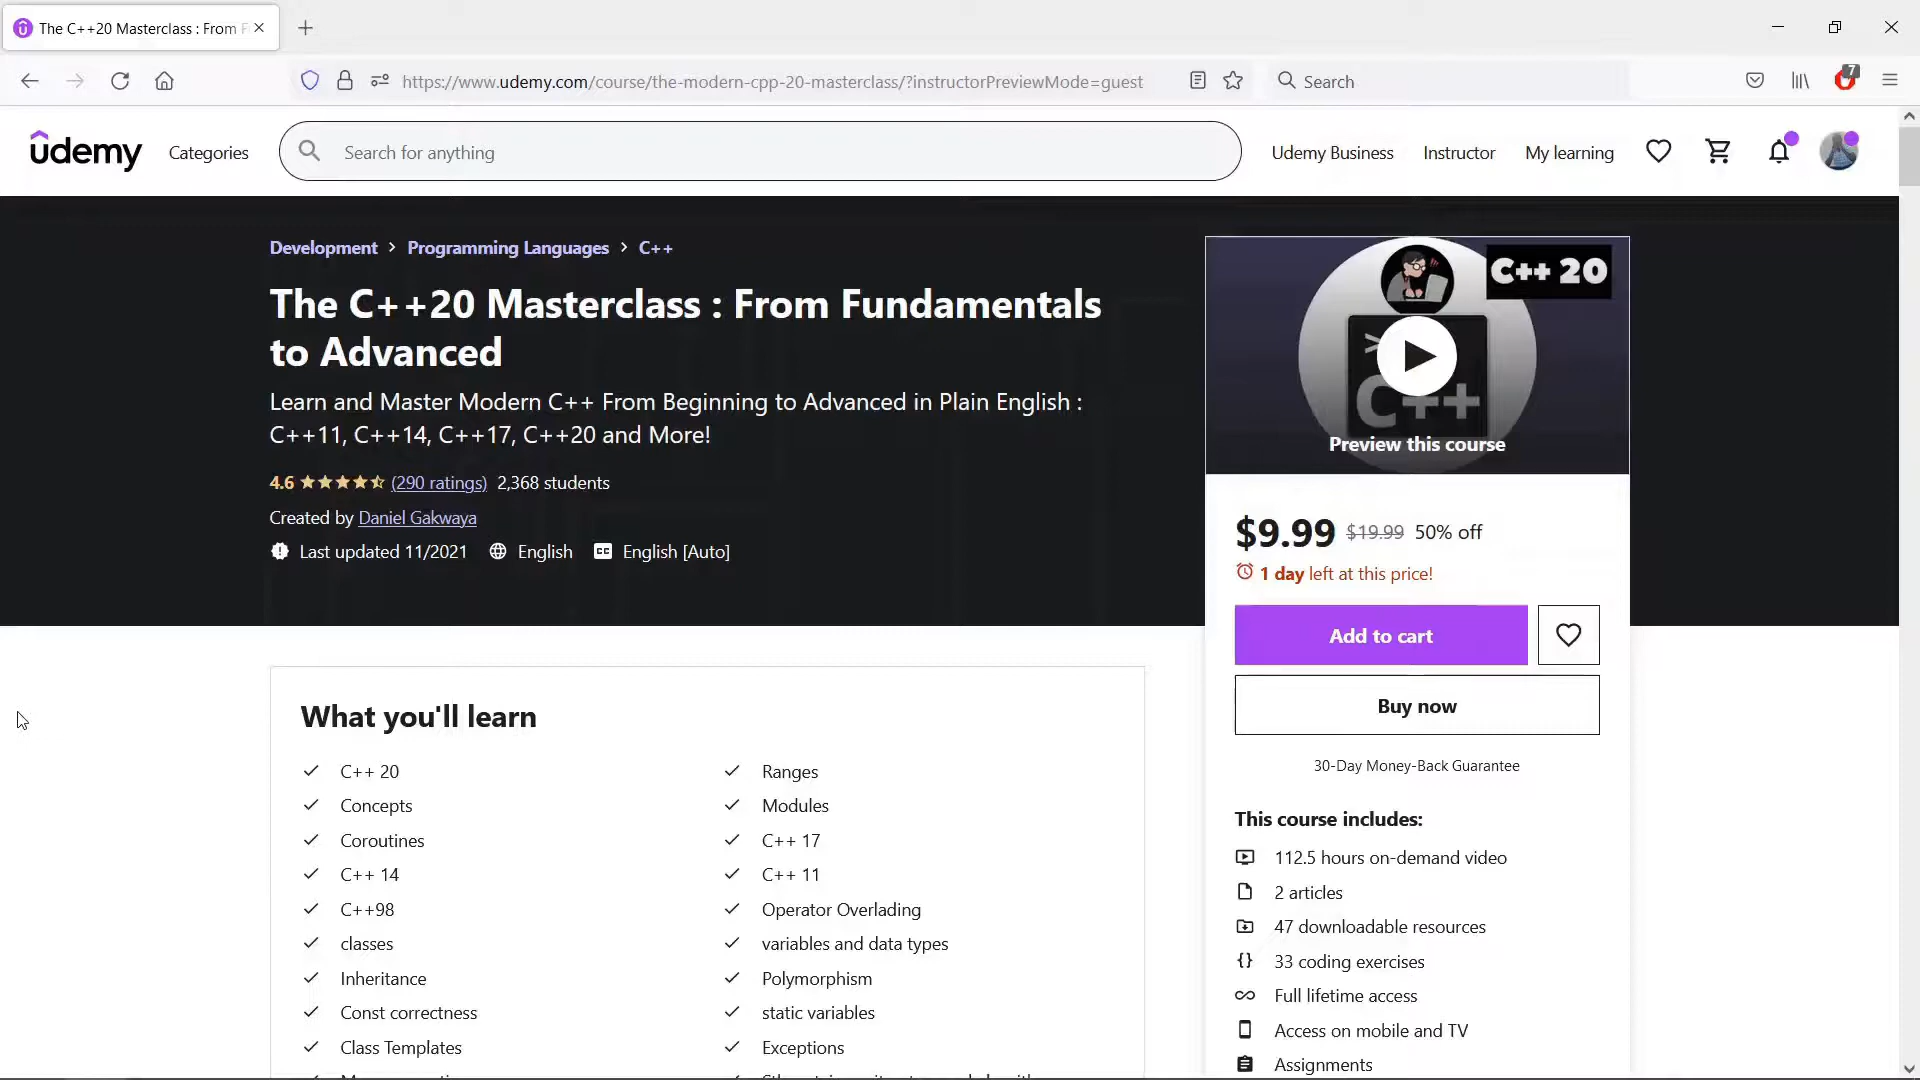 The C++20 Masterclass : From F
https://www.udemy.com/course/the-modern-cpp-20-masterclass/?instructorPreviewMode=guest
Search
7
udemy
Categories
Search for anything
Udemy Business
Instructor
My learning
Development > Programming Languages > C++
The C++20 Masterclass : From Fundamentals
to Advanced
Learn and Master Modern C++ From Beginning to Advanced in Plain English :
C++11, C++14, C++17, C++20 and More!
4.6 (290 ratings) 2,368 students
Created by Daniel Gakwaya
Last updated 11/2021 English English [Auto]
C++ 20
C++
Preview this course
$9.99 $19.99 50% off
1 day left at this price!
Add to cart
Buy now
30-Day Money-Back Guarantee
This course includes:
112.5 hours on-demand video
2 articles
47 downloadable resources
33 coding exercises
Full lifetime access
Access on mobile and TV
Assignments
What you'll learn
C++ 20
Ranges
Concepts
Modules
Coroutines
C++ 17
C++ 14
C++ 11
C++98
Operator Overlading
classes
variables and data types
Inheritance
Polymorphism
Const correctness
static variables
Class Templates
Exceptions